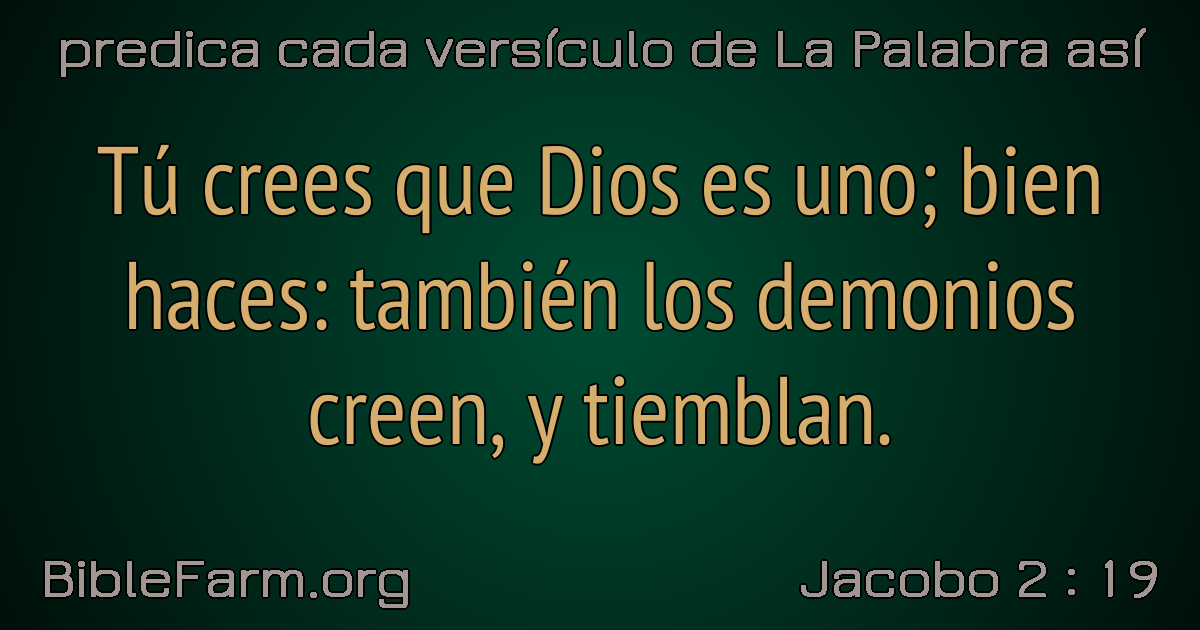 predica cada versículo de La Palabra así
Tú crees que Dios es uno; bien
haces: también los demonios
creen, y tiemblan.
BibleFarm.org
Jacobo 2 : 19